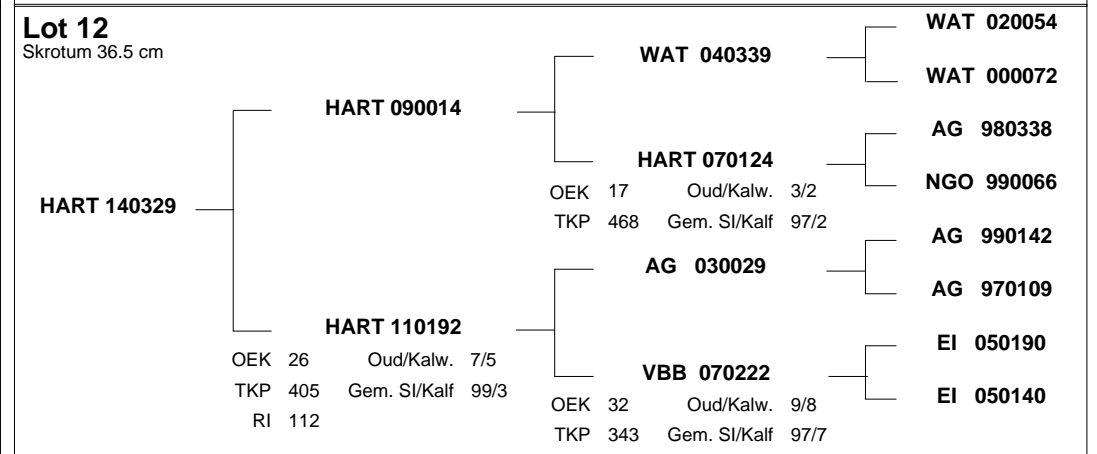 Lot 12
Skrotum 36.5 cm
WAT 020054
WAT 040339
WAT 000072
HART 090014
AG 980338
HART 070124
NGO 990066
OEK 17 Oud/Kalw. 3/2
TKP 468 Gem. SI/Kalf 97/2
HART 140329
AG 990142
AG 030029
AG 970109
HART 110192
OEK 26 Oud/Kalw. 7/5
TKP 405 Gem. SI/Kalf 99/3
RI 112
EI 050190
VBB 070222
EI 050140
OEK 32 Oud/Kalw. 9/8
TKP 343 Gem. SI/Kalf 97/7